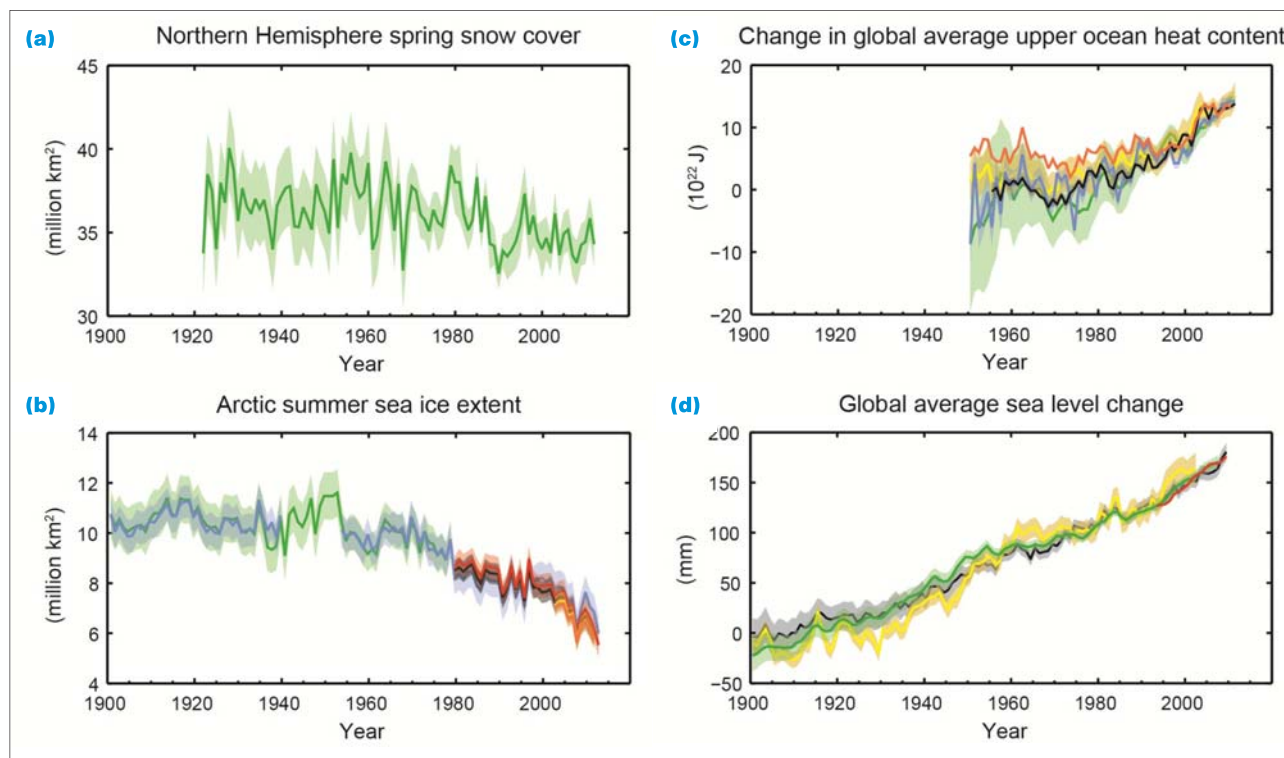 (a) Northern Hemisphere spring snow cover
45
40
35
30
(million km²)
1900 1920 1940 1960 1980 2000
Year
(b) Arctic summer sea ice extent
14
12
10
8
6
4
(million km²)
1900 1920 1940 1960 1980 2000
Year
(c) Change in global average upper ocean heat content
20
10
0
−10
−20
(10²² J)
1900 1920 1940 1960 1980 2000
Year
(d) Global average sea level change
200
150
100
50
0
−50
(mm)
1900 1920 1940 1960 1980 2000
Year